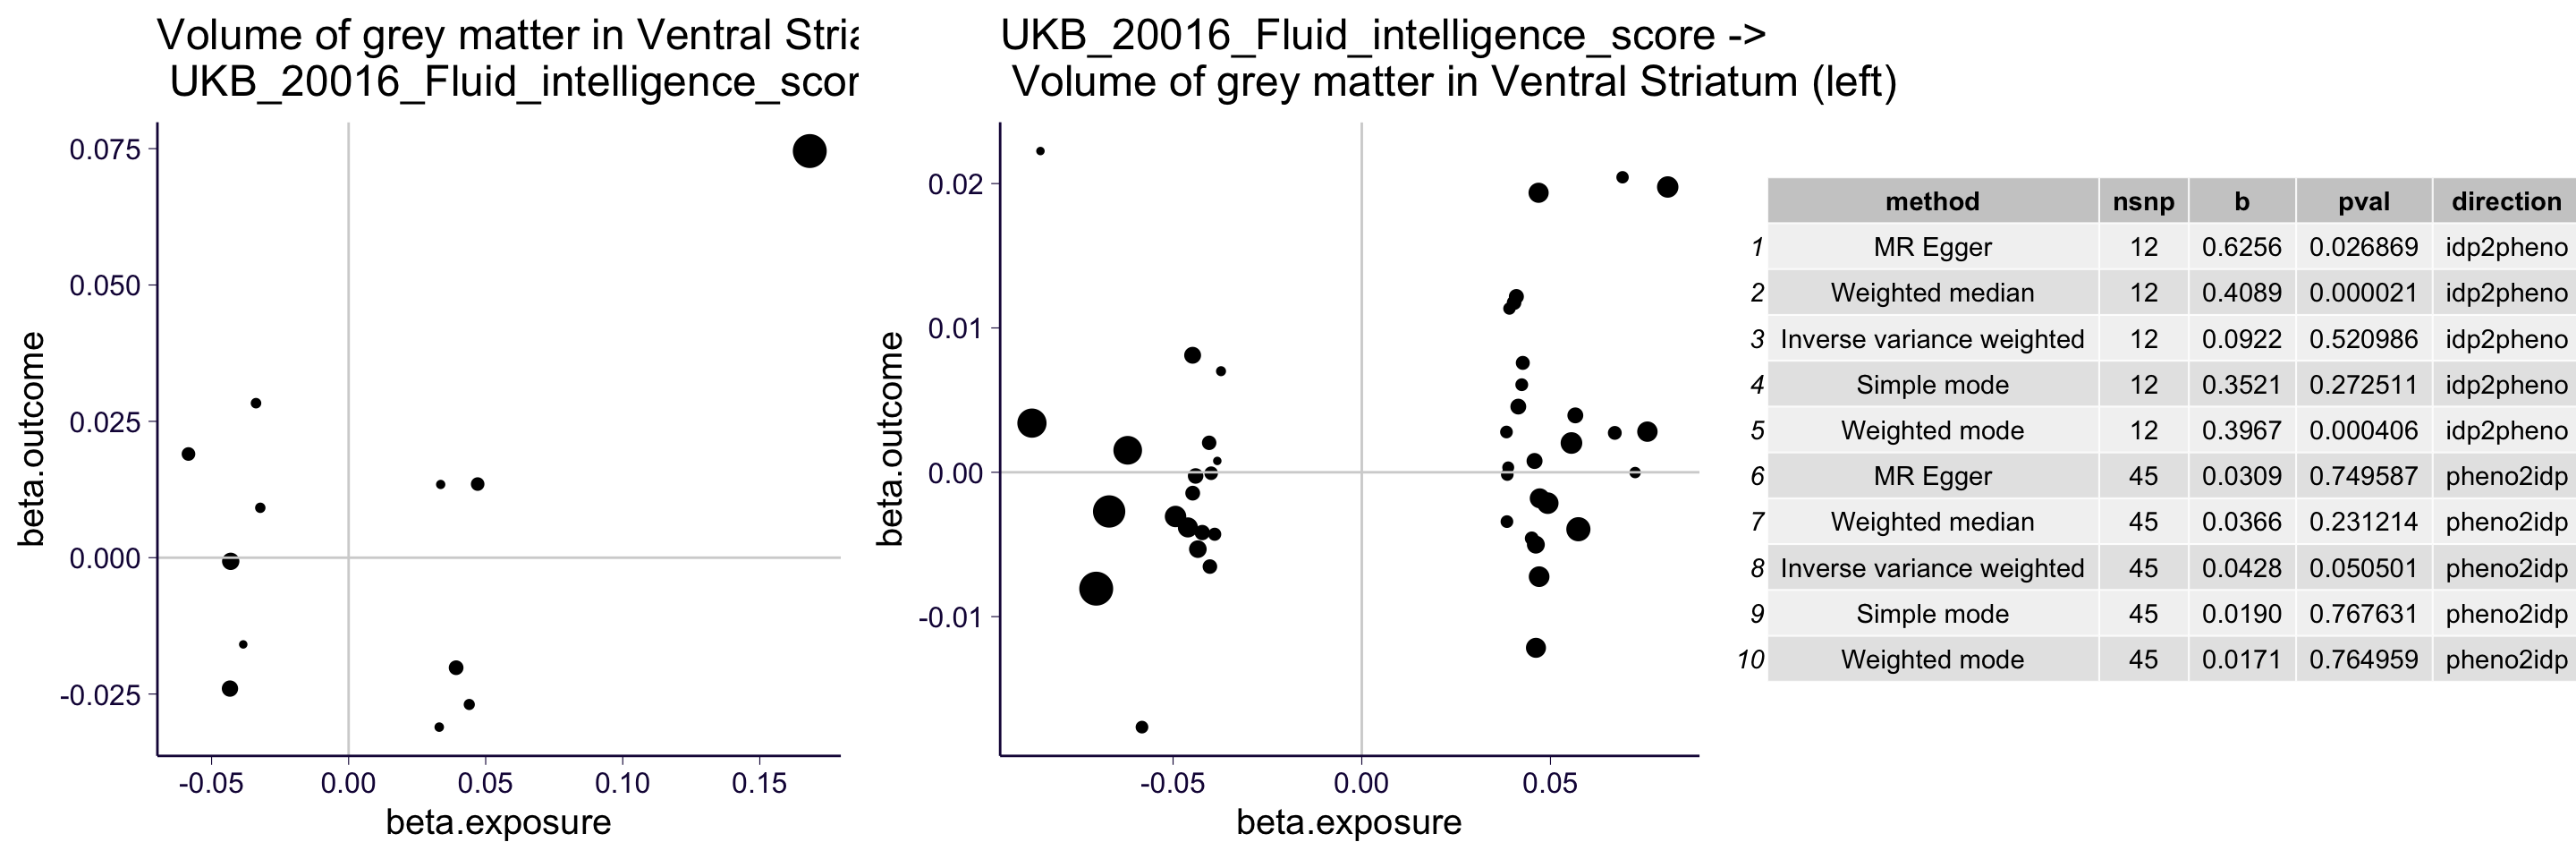 Volume of grey matter in Ventral Stria
UKB_20016_Fluid_intelligence_scor
0.075
0.050
0.025
0.000
-0.025
beta.outcome
-0.05 0.00 0.05 0.10 0.15
beta.exposure
UKB_20016_Fluid_intelligence_score ->
Volume of grey matter in Ventral Striatum (left)
0.02
0.01
0.00
-0.01
beta.outcome
-0.05 0.00 0.05
beta.exposure
method nsnp b pval direction
1 MR Egger 12 0.6256 0.026869 idp2pheno
2 Weighted median 12 0.4089 0.000021 idp2pheno
3 Inverse variance weighted 12 0.0922 0.520986 idp2pheno
4 Simple mode 12 0.3521 0.272511 idp2pheno
5 Weighted mode 12 0.3967 0.000406 idp2pheno
6 MR Egger 45 0.0309 0.749587 pheno2idp
7 Weighted median 45 0.0366 0.231214 pheno2idp
8 Inverse variance weighted 45 0.0428 0.050501 pheno2idp
9 Simple mode 45 0.0190 0.767631 pheno2idp
10 Weighted mode 45 0.0171 0.764959 pheno2idp